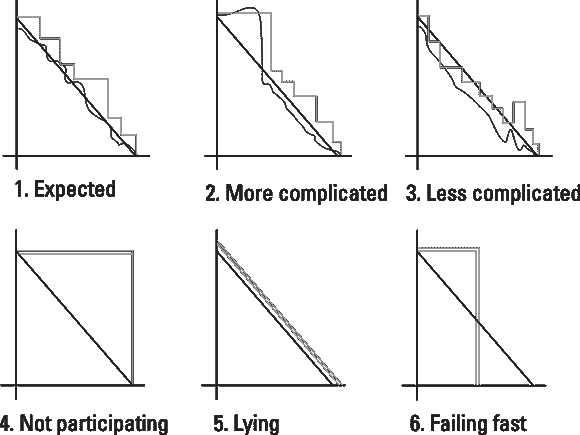 1. Expected
2. More complicated
3. Less complicated
4. Not participating
5. Lying
6. Failing fast